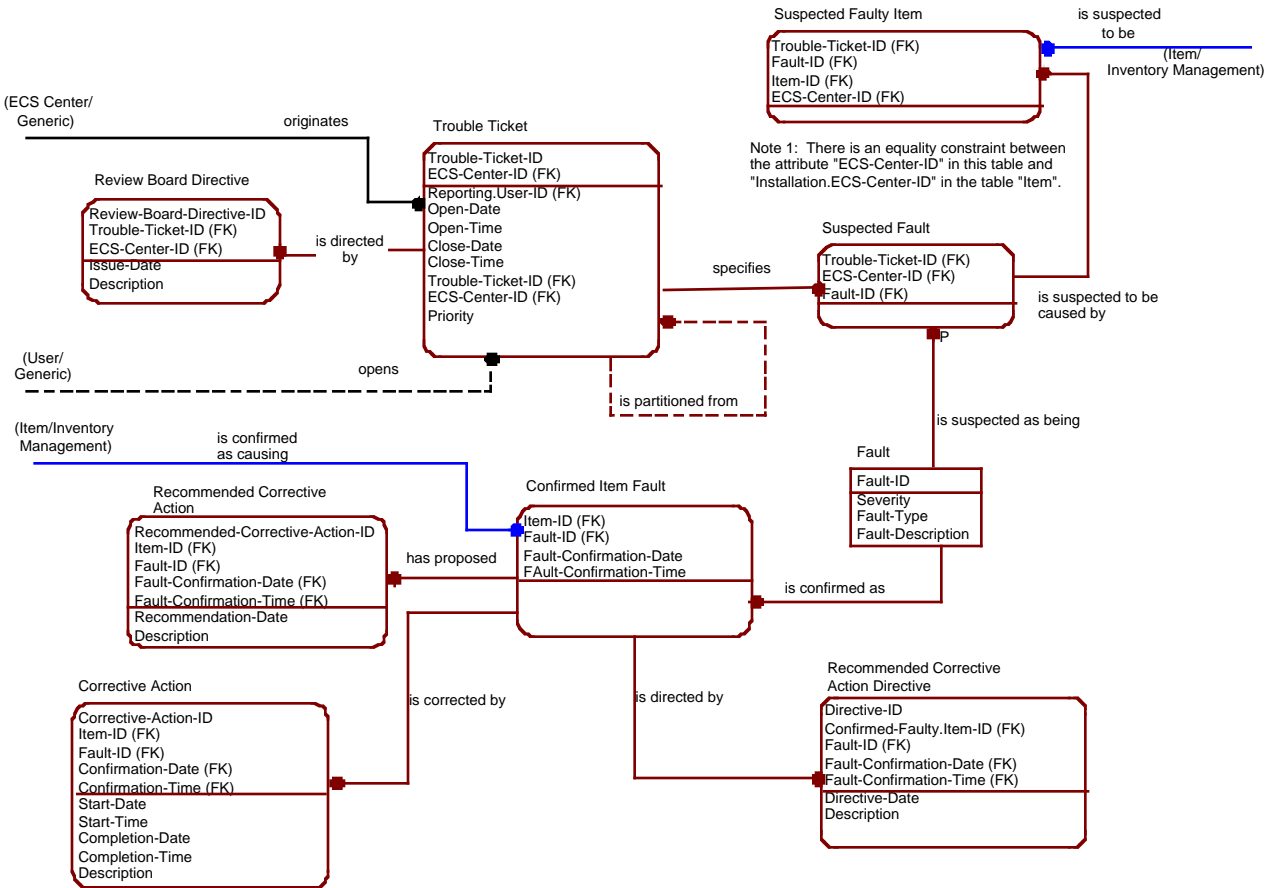 Suspected Faulty Item
Trouble-Ticket-ID (FK)
Fault-ID (FK)
Item-ID (FK)
ECS-Center-ID (FK)
is suspected
to be
(Item/
Inventory Management)
Note 1: There is an equality constraint between
the attribute "ECS-Center-ID" in this table and
"Installation.ECS-Center-ID" in the table "Item".
(ECS Center/
Generic)
originates
Trouble Ticket
Trouble-Ticket-ID
ECS-Center-ID (FK)
Reporting.User-ID (FK)
Open-Date
Open-Time
Close-Date
Close-Time
Trouble-Ticket-ID (FK)
ECS-Center-ID (FK)
Priority
Review Board Directive
Review-Board-Directive-ID
Trouble-Ticket-ID (FK)
ECS-Center-ID (FK)
Issue-Date
Description
is directed
by
specifies
Suspected Fault
Trouble-Ticket-ID (FK)
ECS-Center-ID (FK)
Fault-ID (FK)
is suspected to be
caused by
P
(User/
Generic)
opens
is partitioned from
is suspected as being
(Item/Inventory
Management)
is confirmed
as causing
Fault
Fault-ID
Severity
Fault-Type
Fault-Description
Recommended Corrective
Action
Recommended-Corrective-Action-ID
Item-ID (FK)
Fault-ID (FK)
Fault-Confirmation-Date (FK)
Fault-Confirmation-Time (FK)
Recommendation-Date
Description
has proposed
Confirmed Item Fault
Item-ID (FK)
Fault-ID (FK)
Fault-Confirmation-Date
FAult-Confirmation-Time
is confirmed as
Corrective Action
Corrective-Action-ID
Item-ID (FK)
Fault-ID (FK)
Confirmation-Date (FK)
Confirmation-Time (FK)
Start-Date
Start-Time
Completion-Date
Completion-Time
Description
is corrected by
is directed by
Recommended Corrective
Action Directive
Directive-ID
Confirmed-Faulty.Item-ID (FK)
Fault-ID (FK)
Fault-Confirmation-Date (FK)
Fault-Confirmation-Time (FK)
Directive-Date
Description